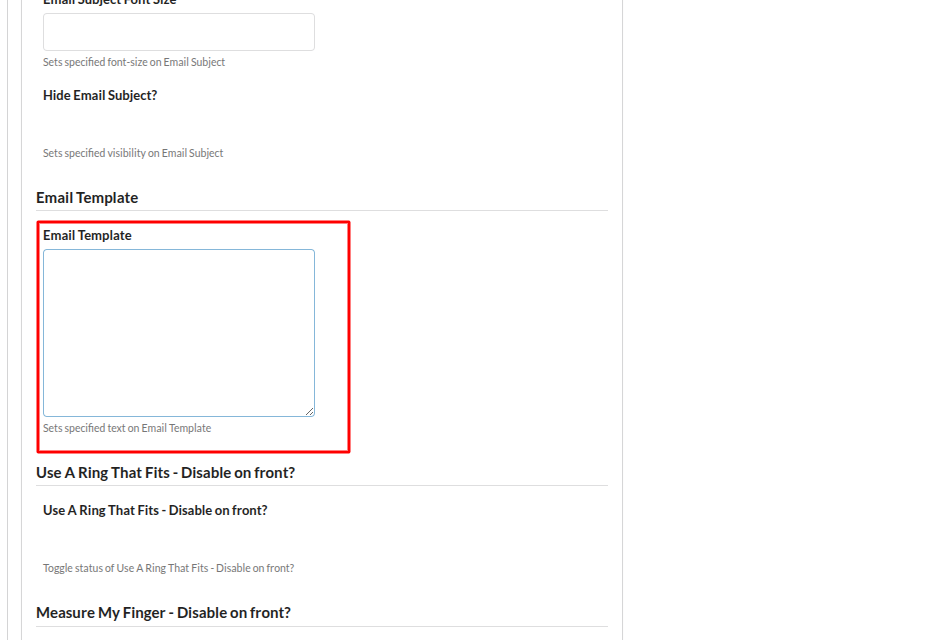 Email Subject Font Size
Sets specified font-size on Email Subject
Hide Email Subject?
Sets specified visibility on Email Subject
Email Template
Email Template
Sets specified text on Email Template
Use A Ring That Fits - Disable on front?
Use A Ring That Fits - Disable on front?
Toggle status of Use A Ring That Fits - Disable on front?
Measure My Finger - Disable on front?